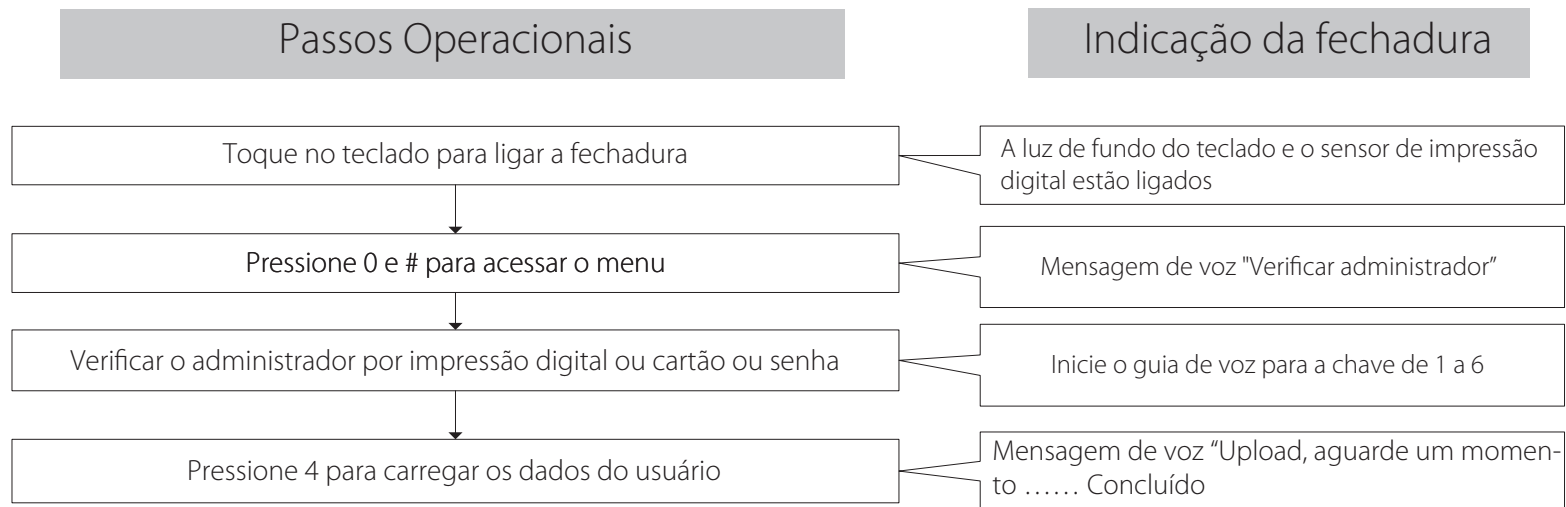 Passos Operacionais
Indicação da fechadura
Toque no teclado para ligar a fechadura
A luz de fundo do teclado e o sensor de impressão
digital estão ligados
Pressione 0 e # para acessar o menu
Mensagem de voz "Verificar administrador”
Verificar o administrador por impressão digital ou cartão ou senha
Inicie o guia de voz para a chave de 1 a 6
Pressione 4 para carregar os dados do usuário
Mensagem de voz “Upload, aguarde um momen-
to …… Concluído